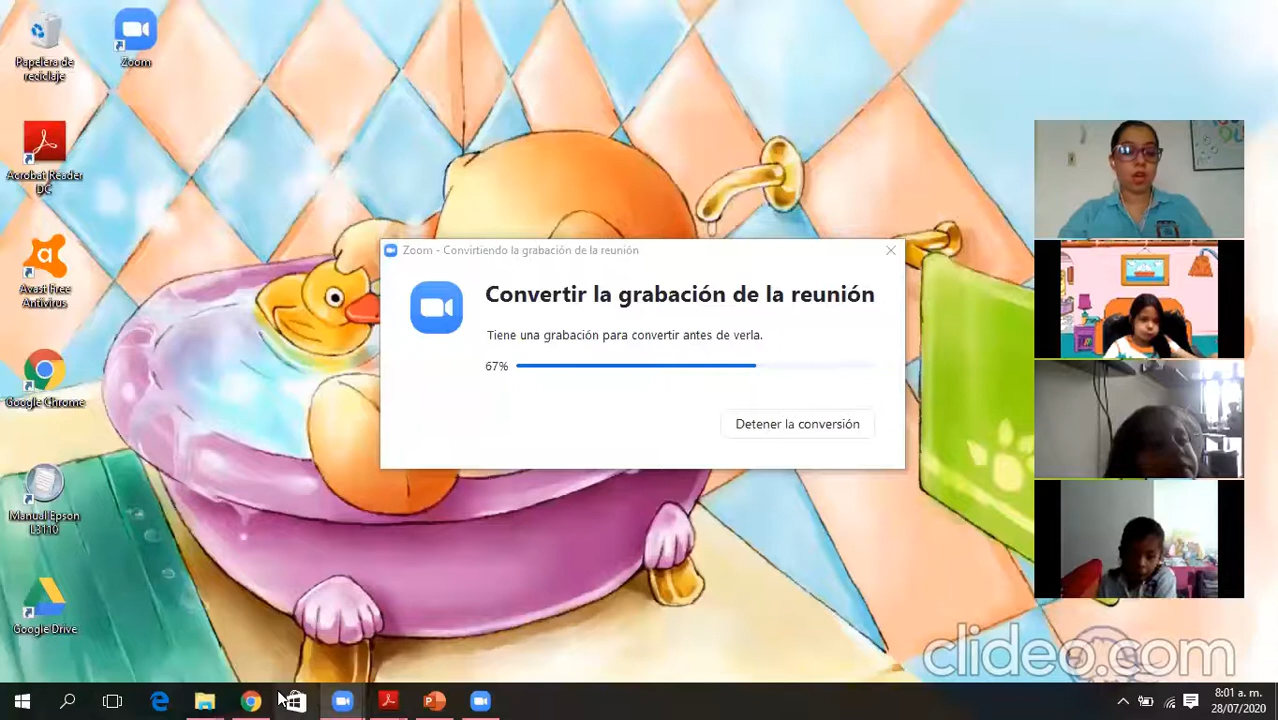 Papelera de
reciclaje
Zoom
Acrobat Reader
DC
Avast Free
Antivirus
Google Chrome
Manual Epson
L3110
Google Drive
Zoom - Convirtiendo la grabación de la reunión
Convertir la grabación de la reunión
Tiene una grabación para convertir antes de verla.
67%
Detener la conversión
clideo.com
8:01 a. m.
28/07/2020